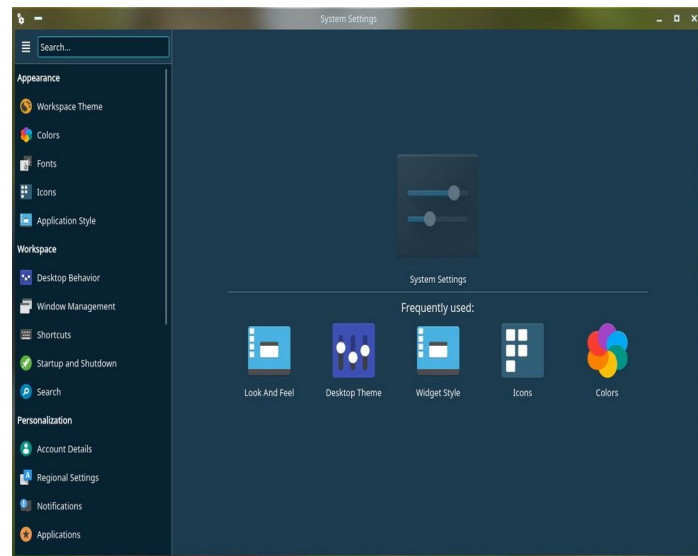 System Settings
Search...
Appearance
Workspace Theme
Colors
Fonts
Icons
Application Style
Workspace
Desktop Behavior
Window Management
Shortcuts
Startup and Shutdown
Search
Personalization
Account Details
Regional Settings
Notifications
Applications
System Settings
Frequently used:
Look And Feel
Desktop Theme
Widget Style
Icons
Colors